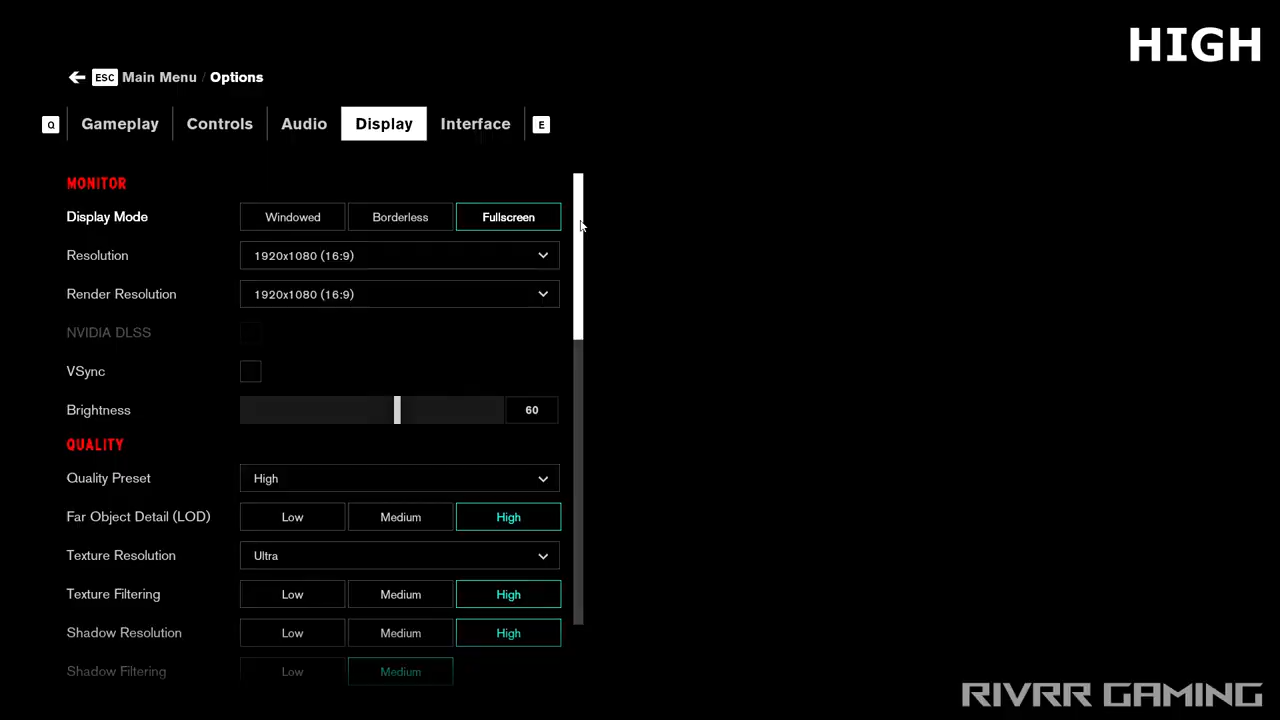 HIGH
ESC Main Menu / Options
Q Gameplay Controls Audio Display Interface E
MONITOR
Display Mode Windowed Borderless Fullscreen
Resolution 1920x1080 (16:9)
Render Resolution 1920x1080 (16:9)
NVIDIA DLSS
VSync
Brightness 60
QUALITY
Quality Preset High
Far Object Detail (LOD) Low Medium High
Texture Resolution Ultra
Texture Filtering Low Medium High
Shadow Resolution Low Medium High
Shadow Filtering Low Medium
RIVRR GAMING